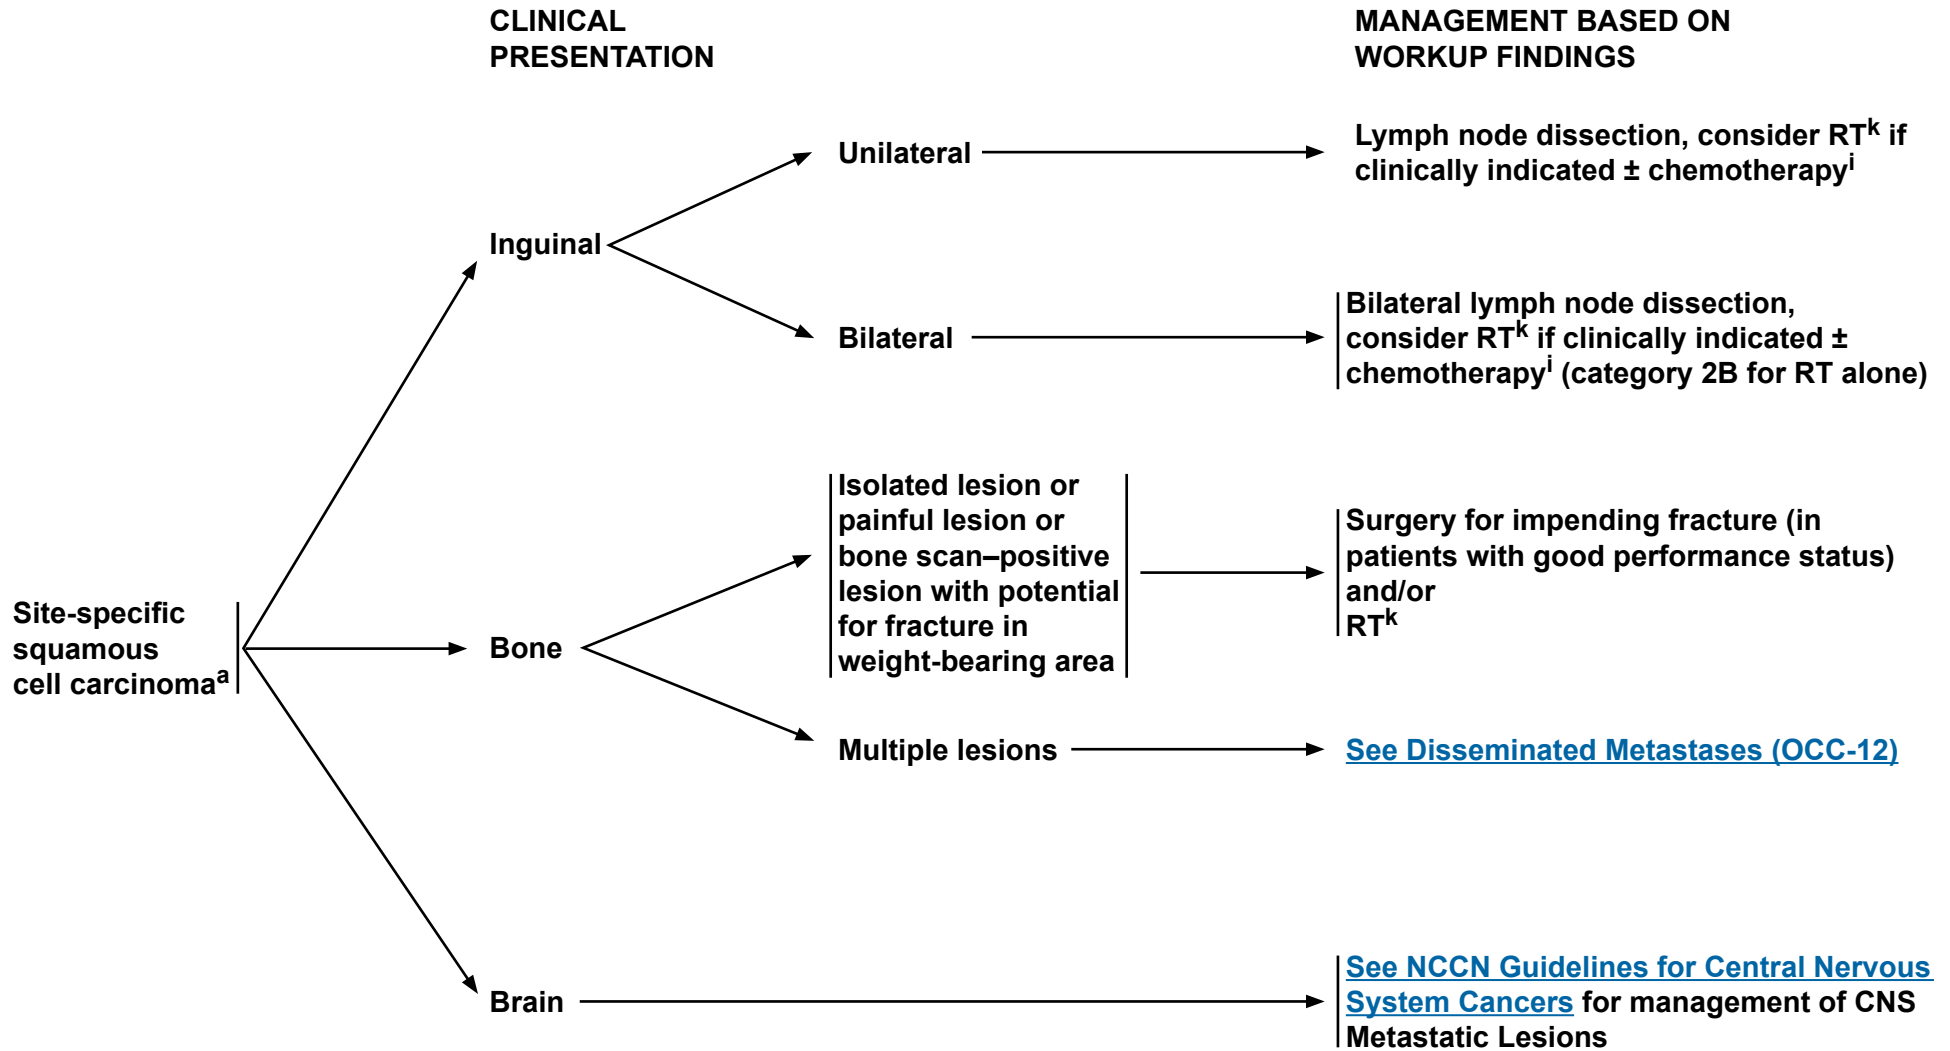 CLINICAL
PRESENTATION
MANAGEMENT BASED ON
WORKUP FINDINGS
Site-specific
squamous
cell carcinomaᵃ
Inguinal
Unilateral
Lymph node dissection, consider RTᵏ if
clinically indicated ± chemotherapyⁱ
Bilateral
Bilateral lymph node dissection,
consider RTᵏ if clinically indicated ±
chemotherapyⁱ (category 2B for RT alone)
Bone
Isolated lesion or
painful lesion or
bone scan–positive
lesion with potential
for fracture in
weight-bearing area
Surgery for impending fracture (in
patients with good performance status)
and/or
RTᵏ
Multiple lesions
See Disseminated Metastases (OCC-12)
Brain
See NCCN Guidelines for Central Nervous
System Cancers for management of CNS
Metastatic Lesions